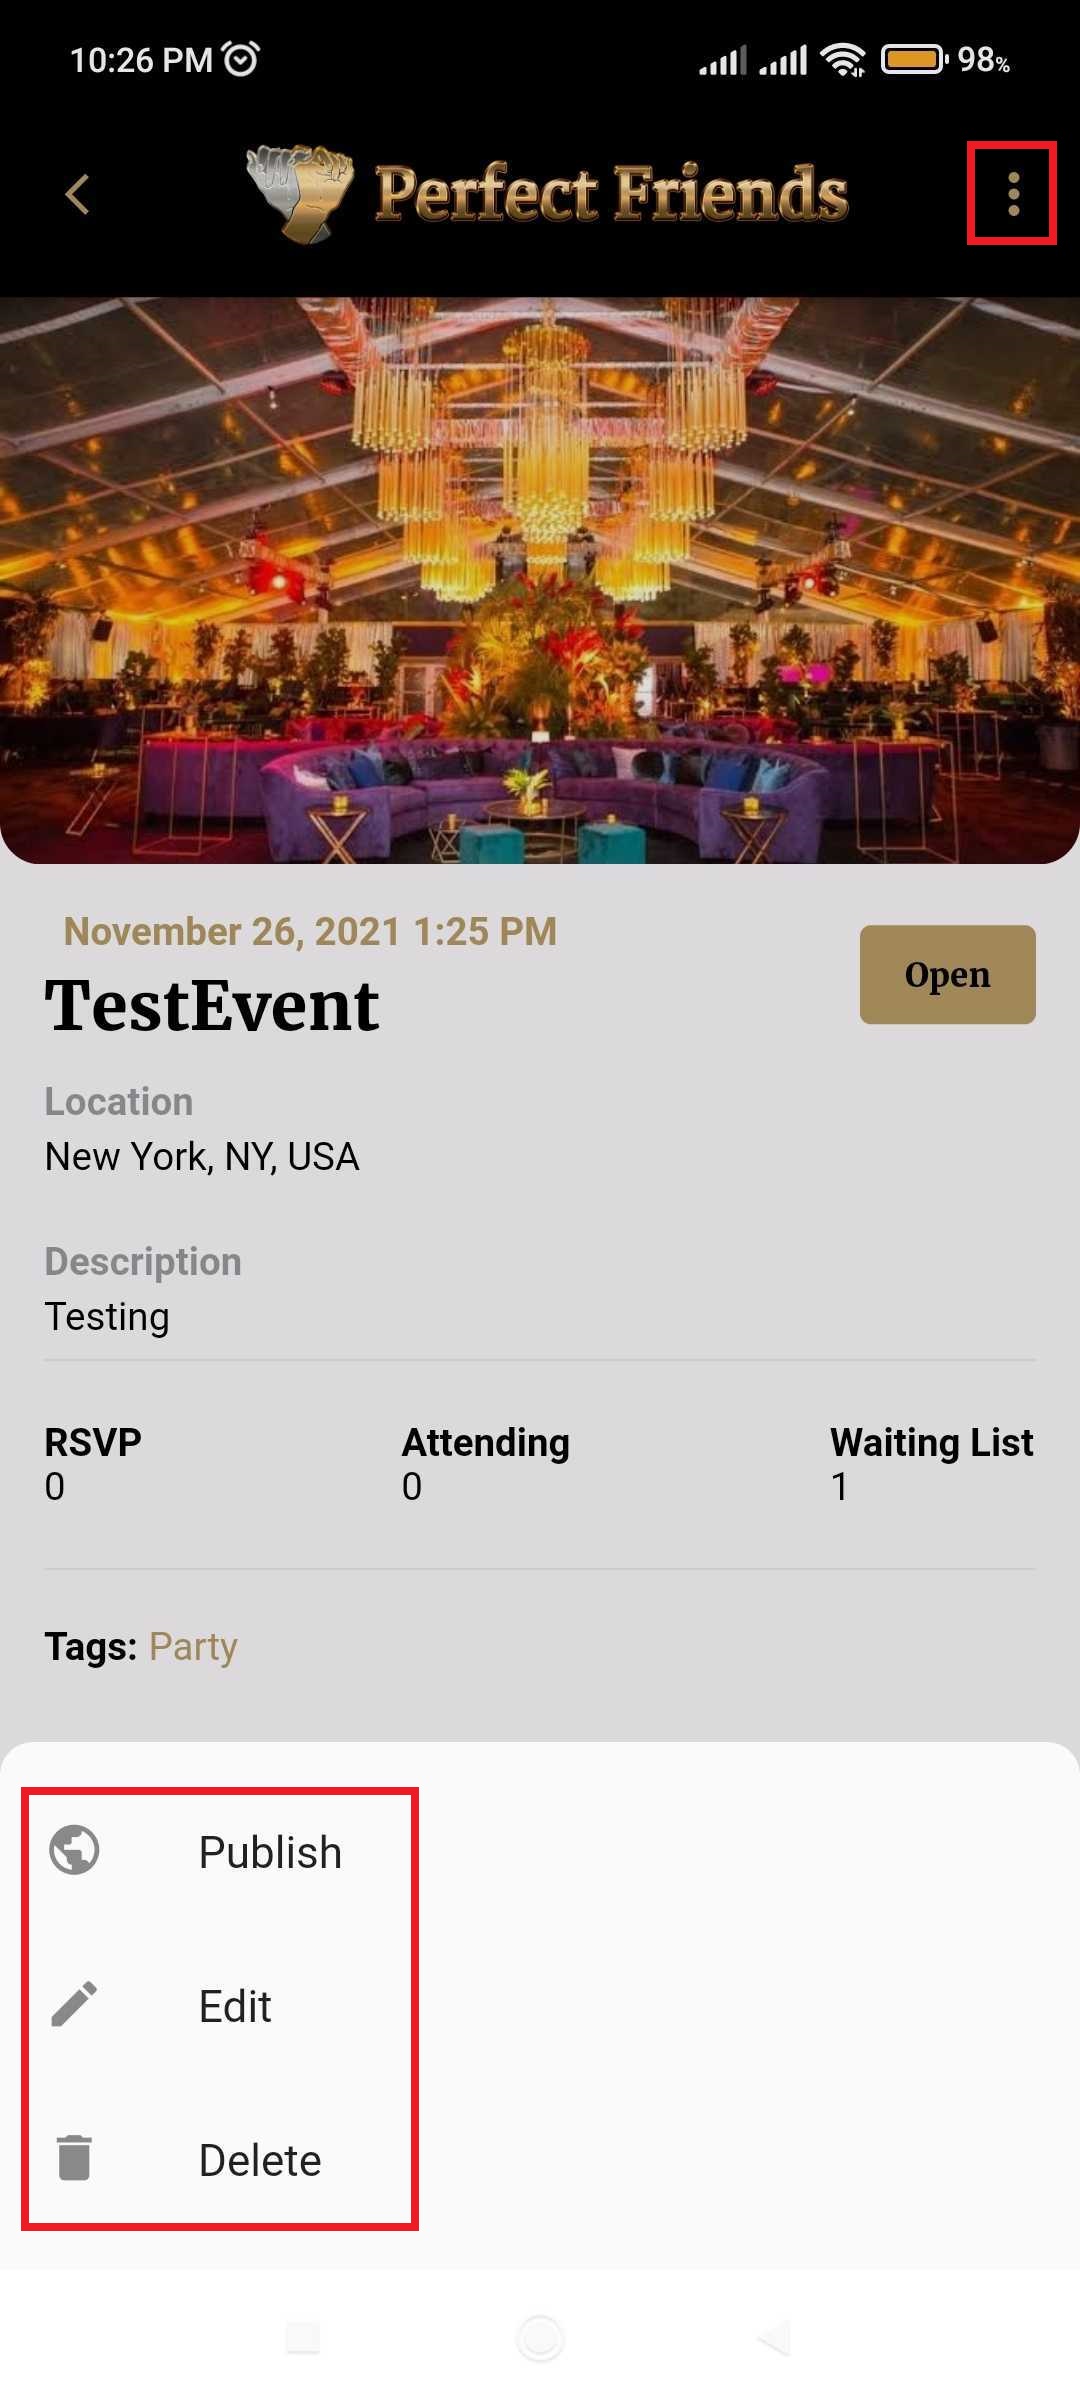 10:26 PM 98%
Perfect Friends
November 26, 2021 1:25 PM
TestEvent
Open
Location
New York, NY, USA
Description
Testing
RSVP Attending Waiting List
0 0 1
Tags: Party
Publish
Edit
Delete